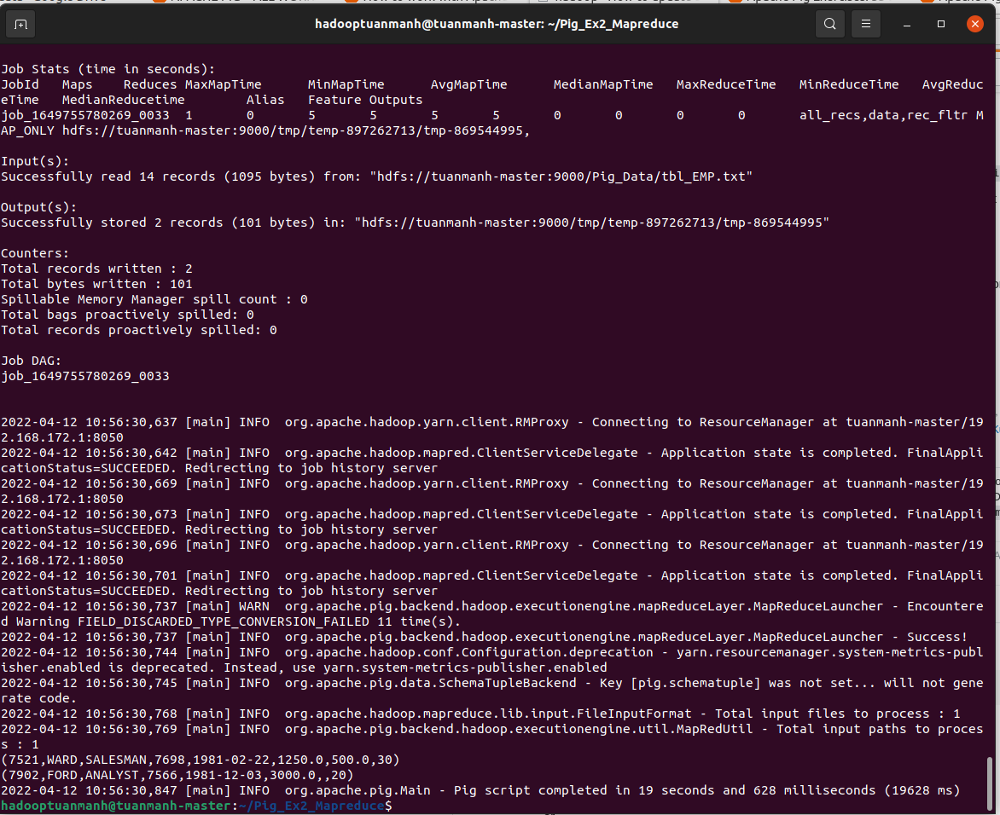 hadooptuanmanh@tuanmanh-master: ~/Pig_Ex2_Mapreduce
Job Stats (time in seconds):
JobId   Maps    Reduces MaxMapTime      MinMapTime      AvgMapTime      MedianMapTime   MaxReduceTime   MinReduceTime   AvgReduc
eTime   MedianReducetime        Alias   Feature Outputs
job_1649755780269_0033  1       0       5       5       5       5       0       0       0       0       all_recs,data,rec_fltr M
AP_ONLY hdfs://tuanmanh-master:9000/tmp/temp-897262713/tmp-869544995,
Input(s):
Successfully read 14 records (1095 bytes) from: "hdfs://tuanmanh-master:9000/Pig_Data/tbl_EMP.txt"
Output(s):
Successfully stored 2 records (101 bytes) in: "hdfs://tuanmanh-master:9000/tmp/temp-897262713/tmp-869544995"
Counters:
Total records written : 2
Total bytes written : 101
Spillable Memory Manager spill count : 0
Total bags proactively spilled: 0
Total records proactively spilled: 0
Job DAG:
job_1649755780269_0033
2022-04-12 10:56:30,637 [main] INFO  org.apache.hadoop.yarn.client.RMProxy - Connecting to ResourceManager at tuanmanh-master/19
2.168.172.1:8050
2022-04-12 10:56:30,642 [main] INFO  org.apache.hadoop.mapred.ClientServiceDelegate - Application state is completed. FinalAppli
cationStatus=SUCCEEDED. Redirecting to job history server
2022-04-12 10:56:30,669 [main] INFO  org.apache.hadoop.yarn.client.RMProxy - Connecting to ResourceManager at tuanmanh-master/19
2.168.172.1:8050
2022-04-12 10:56:30,673 [main] INFO  org.apache.hadoop.mapred.ClientServiceDelegate - Application state is completed. FinalAppli
cationStatus=SUCCEEDED. Redirecting to job history server
2022-04-12 10:56:30,696 [main] INFO  org.apache.hadoop.yarn.client.RMProxy - Connecting to ResourceManager at tuanmanh-master/19
2.168.172.1:8050
2022-04-12 10:56:30,701 [main] INFO  org.apache.hadoop.mapred.ClientServiceDelegate - Application state is completed. FinalAppli
cationStatus=SUCCEEDED. Redirecting to job history server
2022-04-12 10:56:30,737 [main] WARN  org.apache.pig.backend.hadoop.executionengine.mapReduceLayer.MapReduceLauncher - Encountere
d Warning FIELD_DISCARDED_TYPE_CONVERSION_FAILED 11 time(s).
2022-04-12 10:56:30,737 [main] INFO  org.apache.pig.backend.hadoop.executionengine.mapReduceLayer.MapReduceLauncher - Success!
2022-04-12 10:56:30,744 [main] INFO  org.apache.hadoop.conf.Configuration.deprecation - yarn.resourcemanager.system-metrics-publ
isher.enabled is deprecated. Instead, use yarn.system-metrics-publisher.enabled
2022-04-12 10:56:30,745 [main] INFO  org.apache.pig.data.SchemaTupleBackend - Key [pig.schematuple] was not set... will not gene
rate code.
2022-04-12 10:56:30,768 [main] INFO  org.apache.hadoop.mapreduce.lib.input.FileInputFormat - Total input files to process : 1
2022-04-12 10:56:30,769 [main] INFO  org.apache.pig.backend.hadoop.executionengine.util.MapRedUtil - Total input paths to proces
s : 1
(7521,WARD,SALESMAN,7698,1981-02-22,1250.0,500.0,30)
(7902,FORD,ANALYST,7566,1981-12-03,3000.0,,20)
2022-04-12 10:56:30,847 [main] INFO  org.apache.pig.Main - Pig script completed in 19 seconds and 628 milliseconds (19628 ms)
hadooptuanmanh@tuanmanh-master:~/Pig_Ex2_Mapreduce$